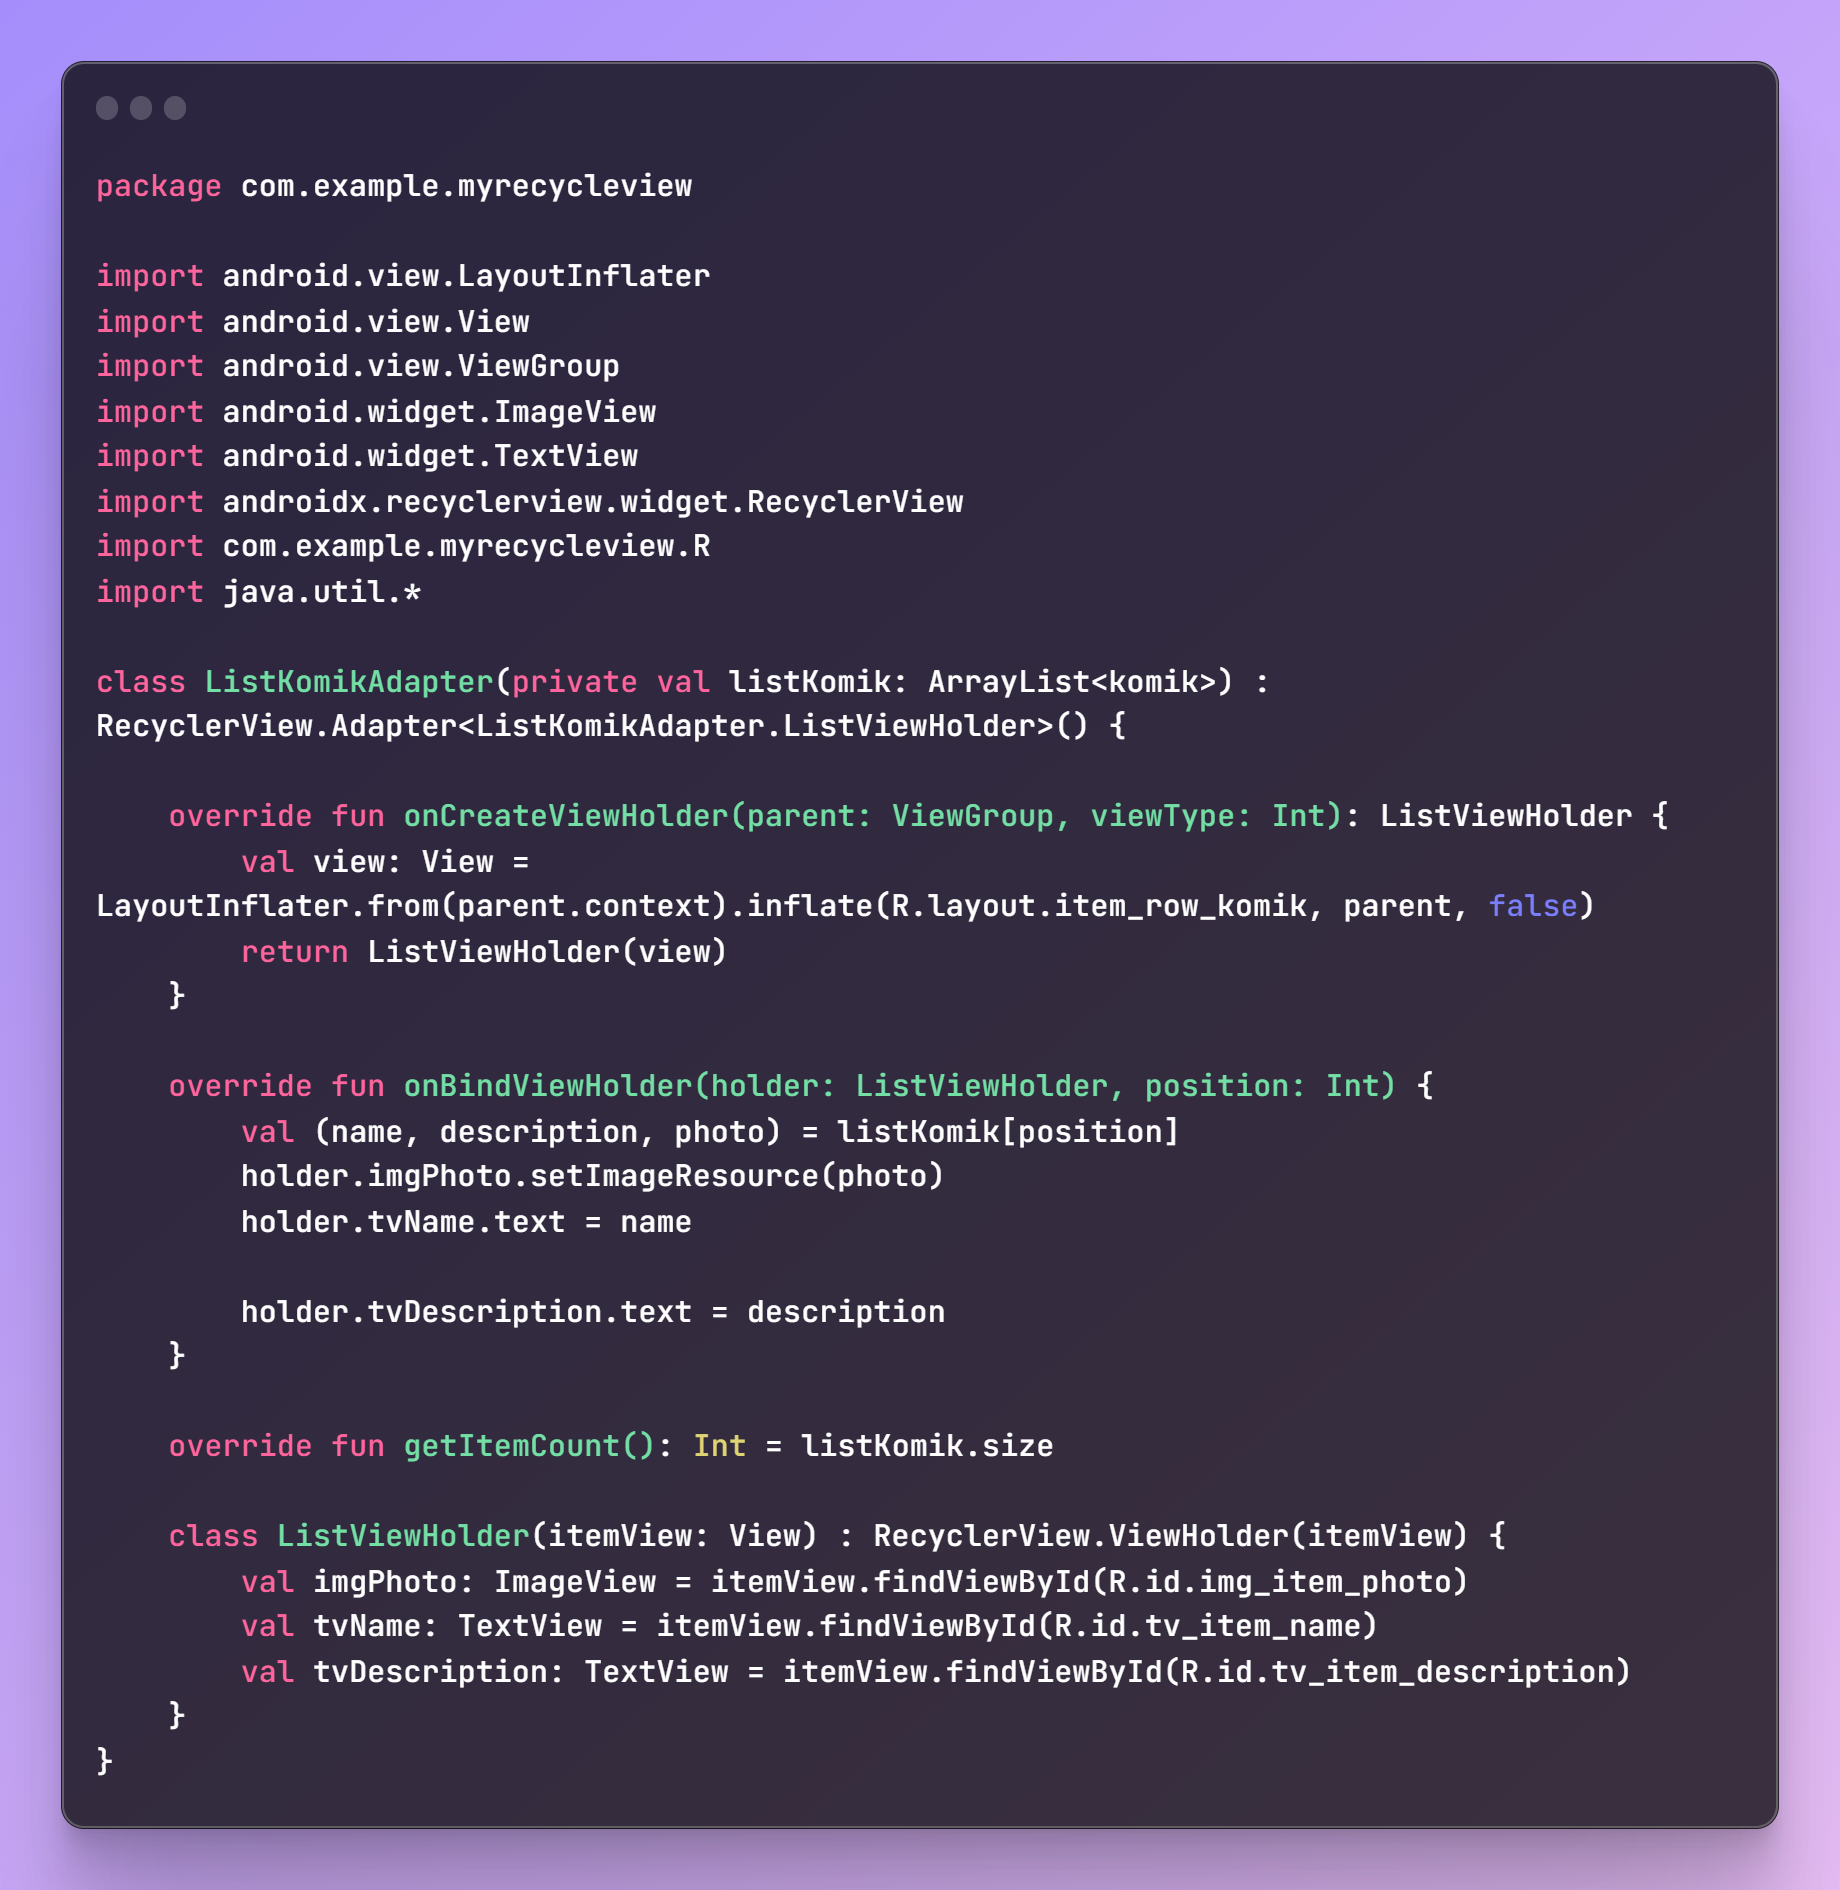 package com.example.myrecycleview

import android.view.LayoutInflater
import android.view.View
import android.view.ViewGroup
import android.widget.ImageView
import android.widget.TextView
import androidx.recyclerview.widget.RecyclerView
import com.example.myrecycleview.R
import java.util.*

class ListKomikAdapter(private val listKomik: ArrayList<komik>) :
RecyclerView.Adapter<ListKomikAdapter.ListViewHolder>() {

    override fun onCreateViewHolder(parent: ViewGroup, viewType: Int): ListViewHolder {
        val view: View =
LayoutInflater.from(parent.context).inflate(R.layout.item_row_komik, parent, false)
        return ListViewHolder(view)
    }

    override fun onBindViewHolder(holder: ListViewHolder, position: Int) {
        val (name, description, photo) = listKomik[position]
        holder.imgPhoto.setImageResource(photo)
        holder.tvName.text = name

        holder.tvDescription.text = description
    }

    override fun getItemCount(): Int = listKomik.size

    class ListViewHolder(itemView: View) : RecyclerView.ViewHolder(itemView) {
        val imgPhoto: ImageView = itemView.findViewById(R.id.img_item_photo)
        val tvName: TextView = itemView.findViewById(R.id.tv_item_name)
        val tvDescription: TextView = itemView.findViewById(R.id.tv_item_description)
    }
}